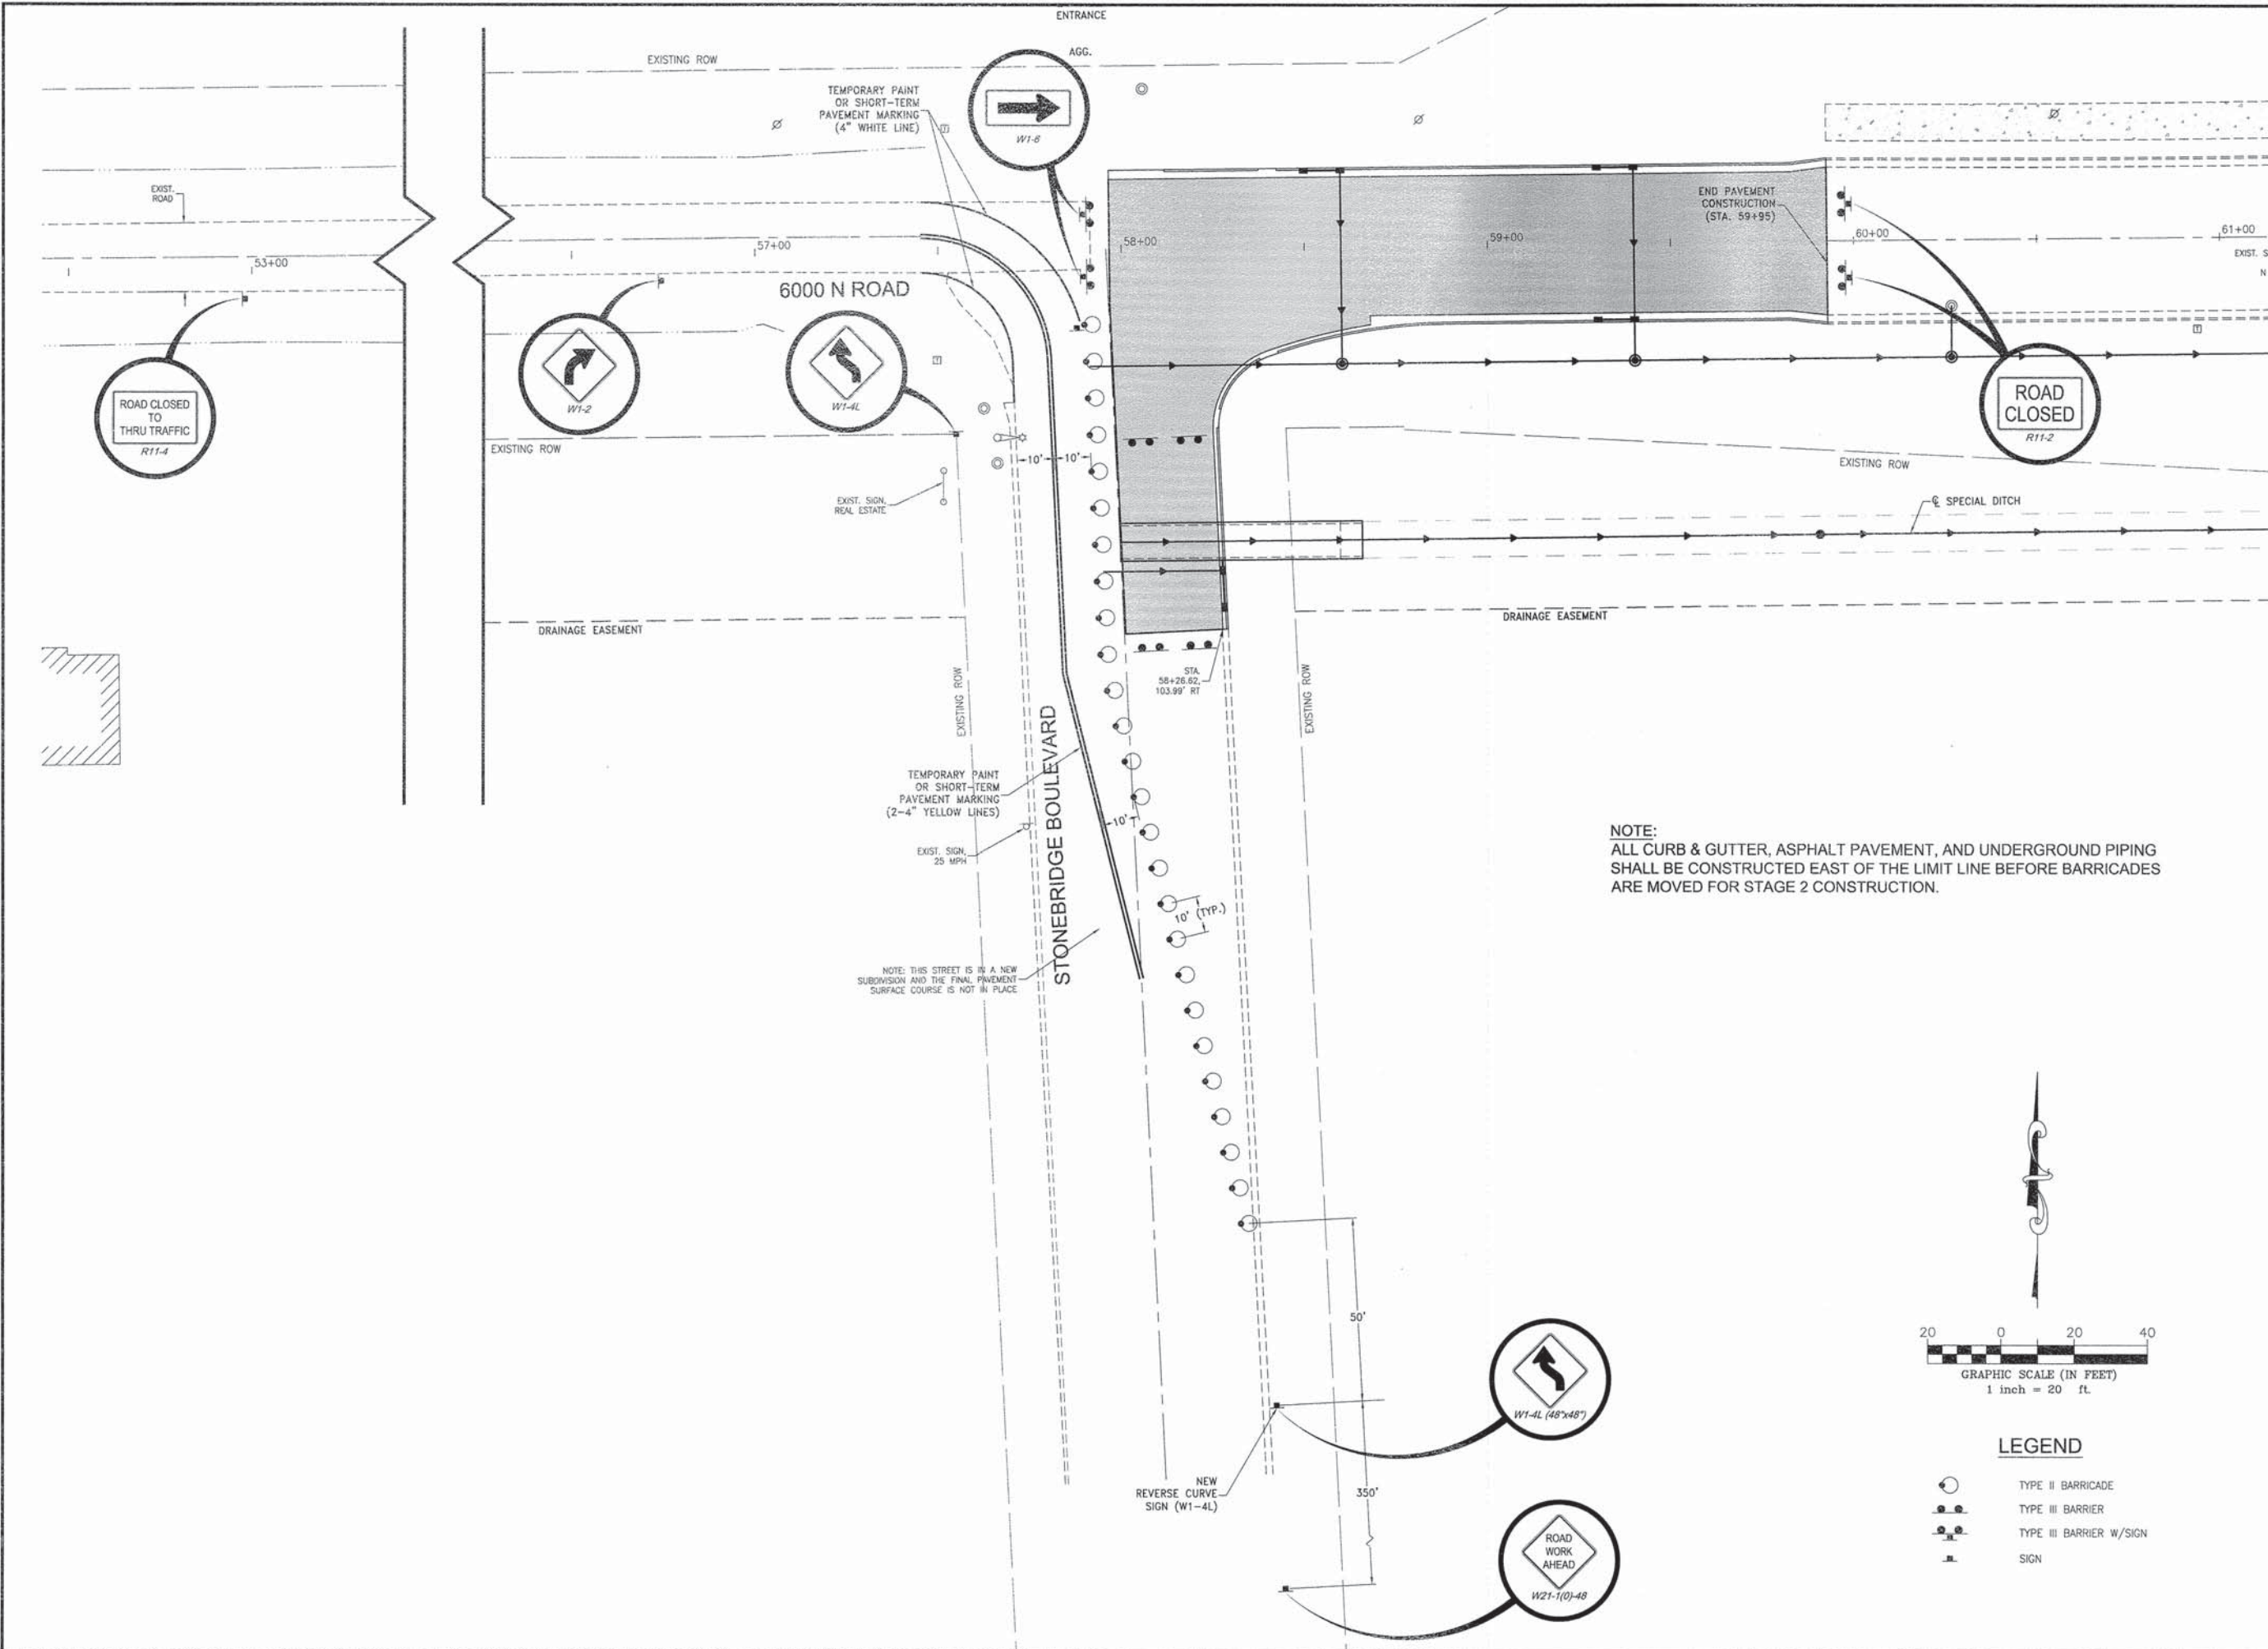 ENTRANCE
AGG.
EXISTING ROW
TEMPORARY PAINT
OR SHORT-TERM
PAVEMENT MARKING
(4" WHITE LINE)
T
W1-6
EXIST.
ROAD
53+00
57+00
58+00
59+00
60+00
61+00
END PAVEMENT
CONSTRUCTION
(STA. 59+95)
EXIST. S
N
6000 N ROAD
T
T
ROAD CLOSED
TO
THRU TRAFFIC
R11-4
W1-2
W1-4L
ROAD
CLOSED
R11-2
EXISTING ROW
10'
10'
EXISTING ROW
EXIST. SIGN,
REAL ESTATE
℄ SPECIAL DITCH
DRAINAGE EASEMENT
DRAINAGE EASEMENT
STA.
58+26.62,
103.99' RT
EXISTING ROW
EXISTING ROW
STONEBRIDGE BOULEVARD
TEMPORARY PAINT
OR SHORT-TERM
PAVEMENT MARKING
(2-4" YELLOW LINES)
10'
EXIST. SIGN,
25 MPH
NOTE:
ALL CURB & GUTTER, ASPHALT PAVEMENT, AND UNDERGROUND PIPING
SHALL BE CONSTRUCTED EAST OF THE LIMIT LINE BEFORE BARRICADES
ARE MOVED FOR STAGE 2 CONSTRUCTION.
10' (TYP.)
NOTE: THIS STREET IS IN A NEW
SUBDIVISION AND THE FINAL PAVEMENT
SURFACE COURSE IS NOT IN PLACE
50'
W1-4L (48"x48")
NEW
REVERSE CURVE
SIGN (W1-4L)
350'
ROAD
WORK
AHEAD
W21-1(0)-48
20 0 20 40
GRAPHIC SCALE (IN FEET)
1 inch = 20 ft.
LEGEND
TYPE II BARRICADE
TYPE III BARRIER
TYPE III BARRIER W/SIGN
SIGN